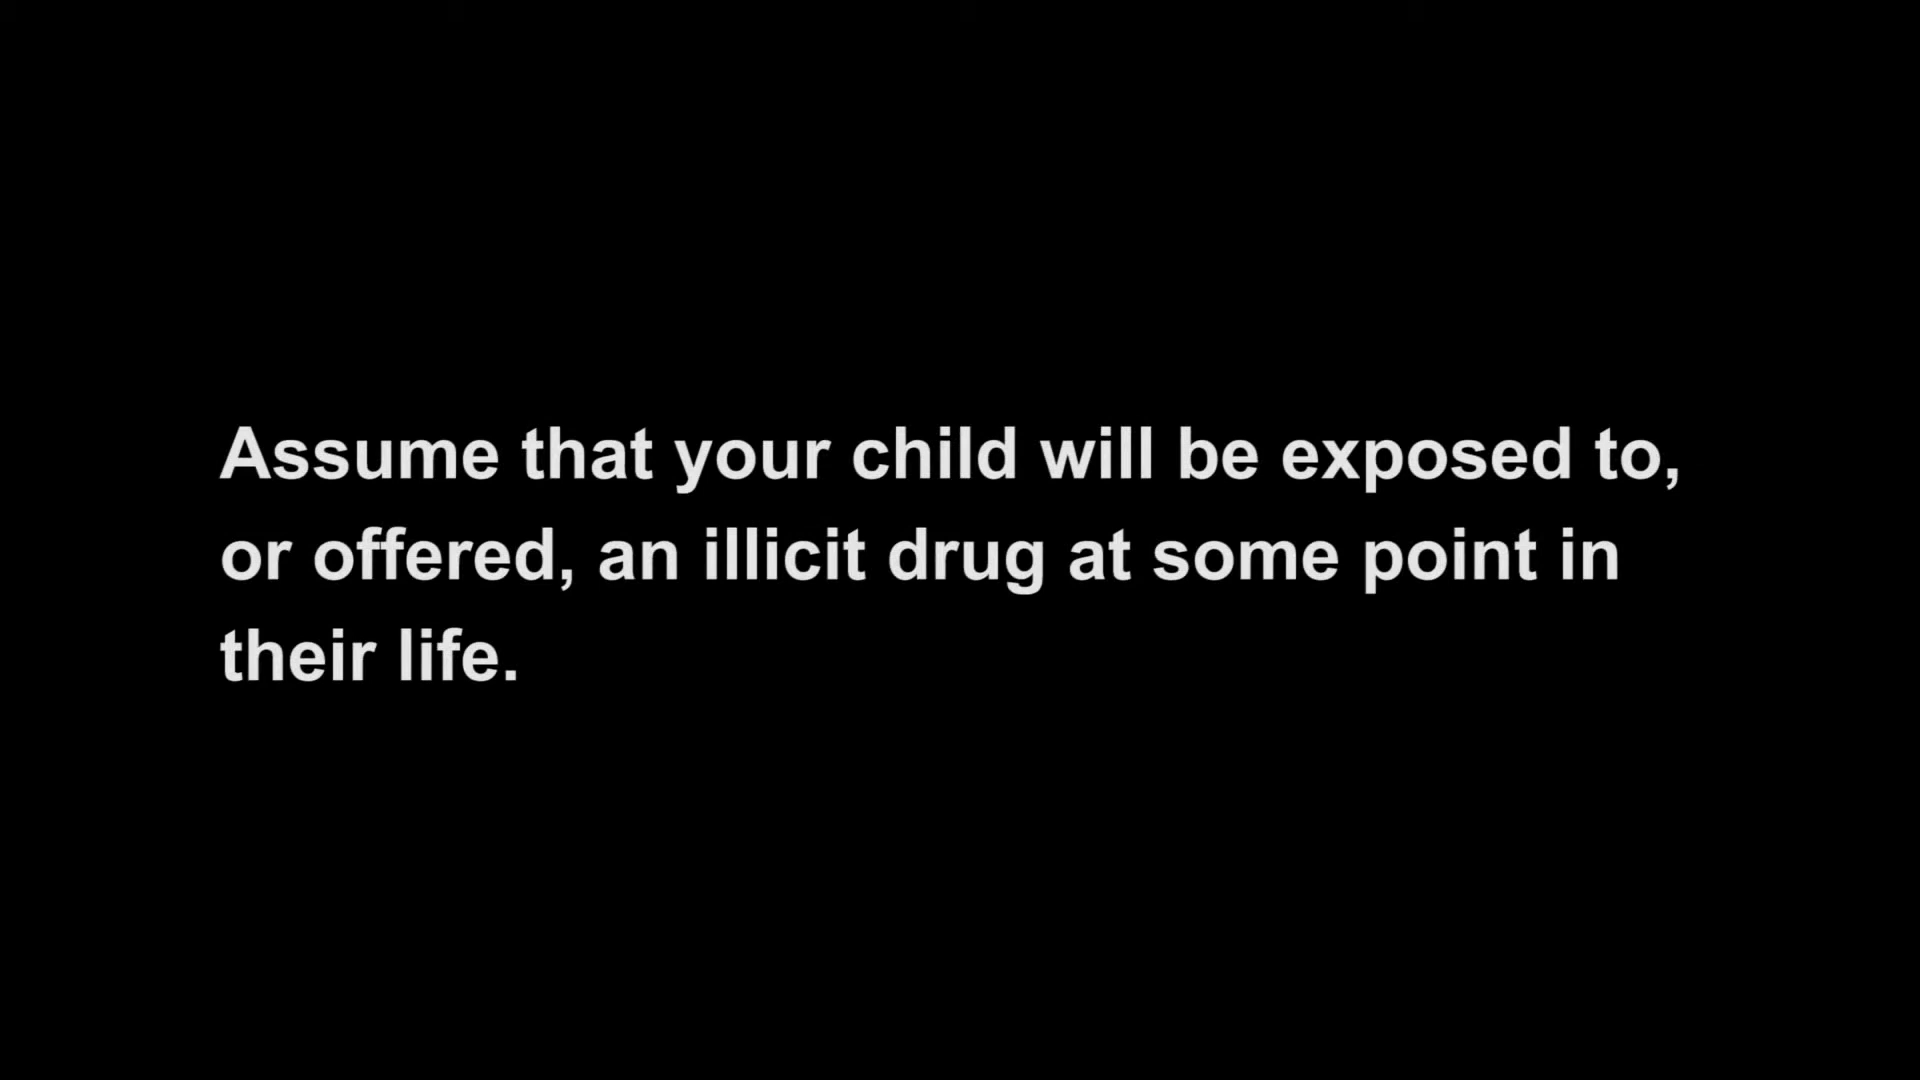 Assume that your child will be exposed to,
or offered, an illicit drug at some point in
their life.